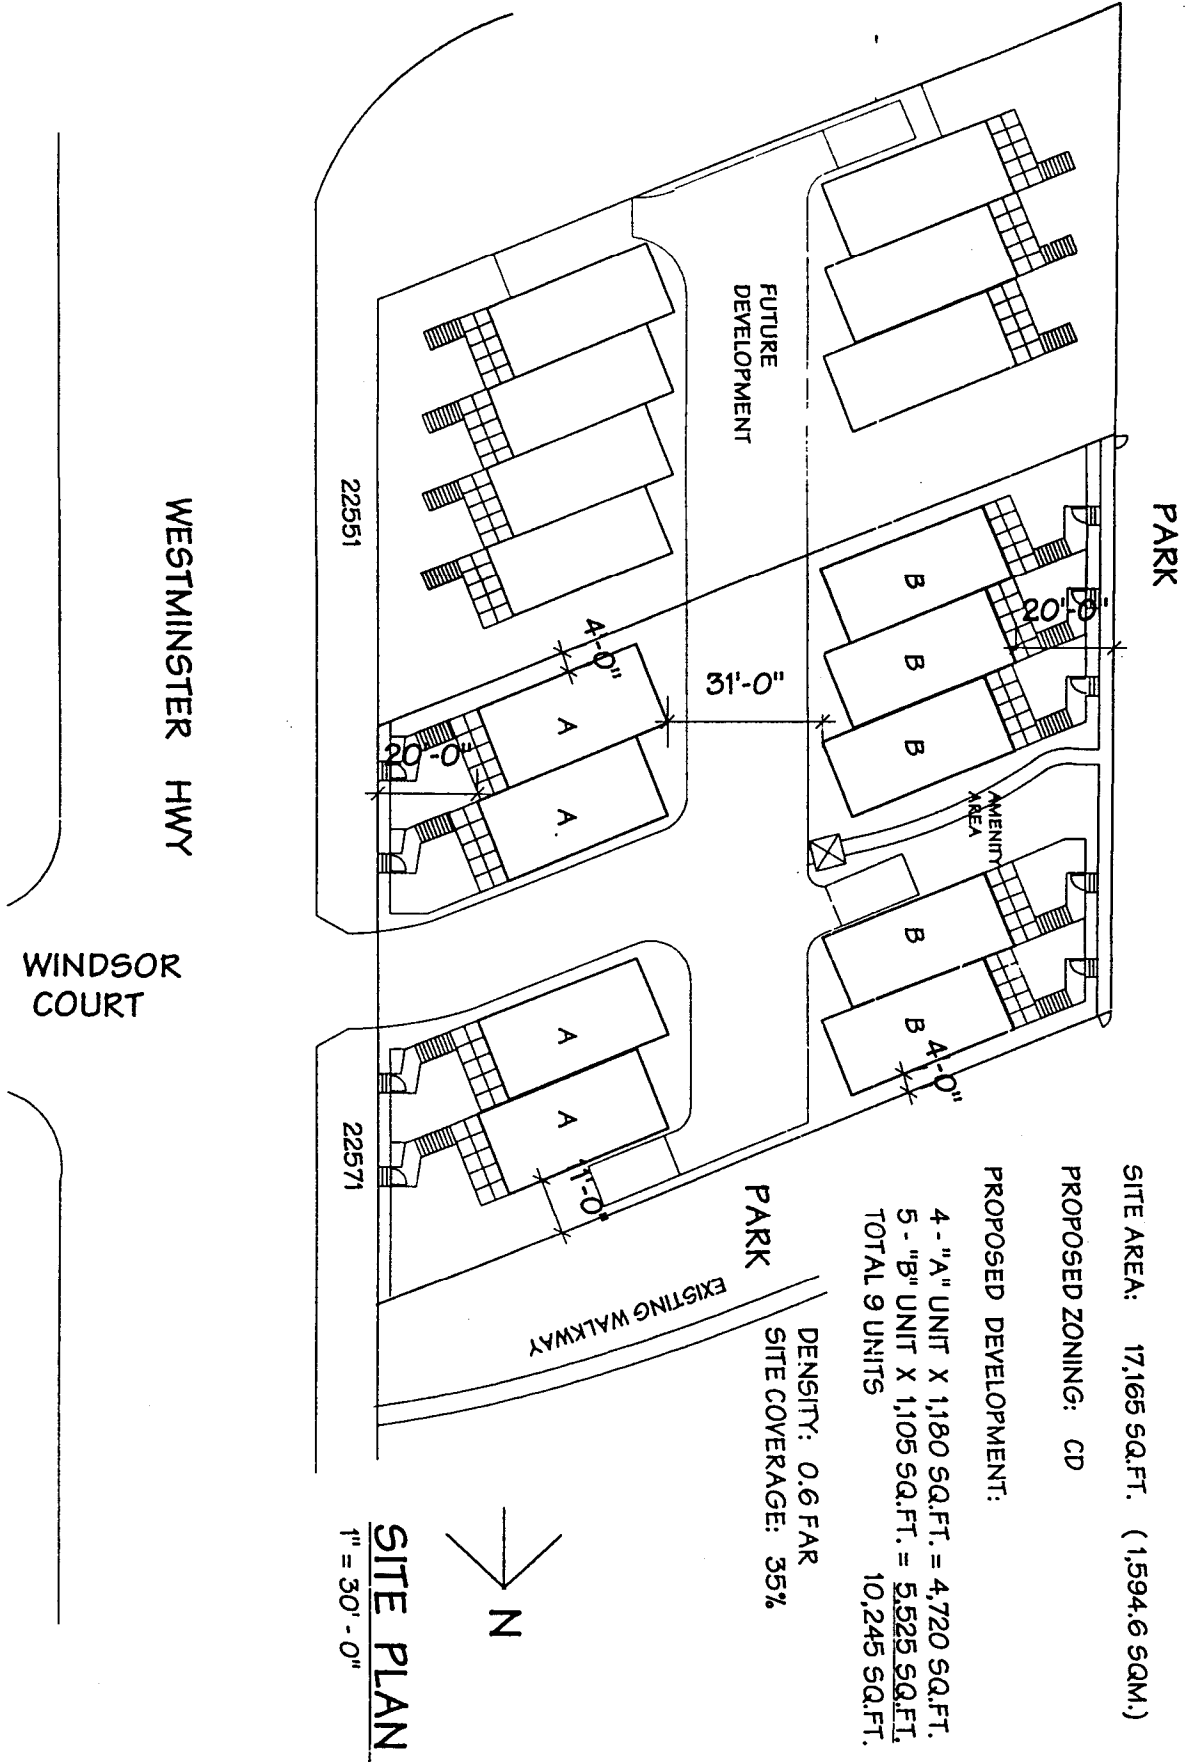 PARK
SITE AREA: 17,165 SQ.FT. (1,594.6 SQM.)
PROPOSED ZONING: CD
PROPOSED DEVELOPMENT:
4 - "A" UNIT X 1,180 SQ.FT. = 4,720 SQ.FT.
5 - "B" UNIT X 1,105 SQ.FT. = 5,525 SQ.FT.
TOTAL 9 UNITS 10,245 SQ.FT.
DENSITY: 0.6 FAR
SITE COVERAGE: 35%
PARK
EXISTING WALKWAY
FUTURE
DEVELOPMENT
B
B
B
B
B
20'-0"
AMENITY
AREA
4'-0"
31'-0"
4'-0"
A
A
A
A
20'-0"
11'-0"
22551
22571
WESTMINSTER HWY
WINDSOR
COURT
N
SITE PLAN
1" = 30' - 0"